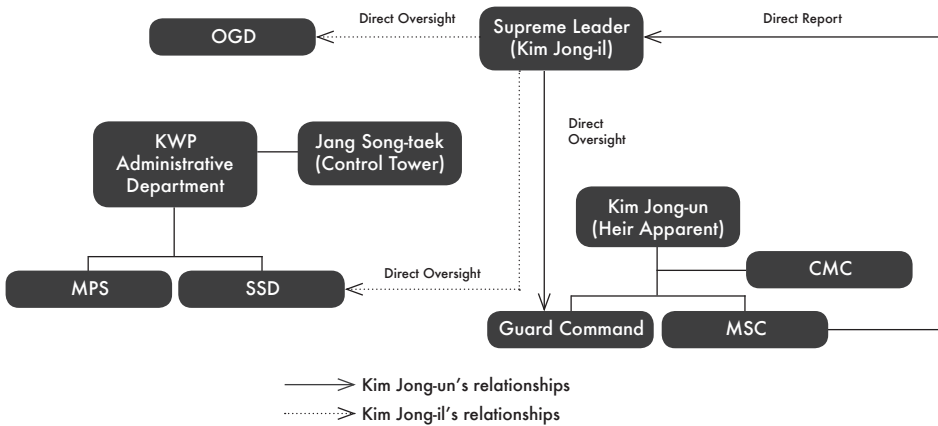 Direct Oversight
Direct Report
OGD
Supreme Leader
(Kim Jong-il)
KWP
Administrative
Department
Jang Song-taek
(Control Tower)
Direct
Oversight
Kim Jong-un
(Heir Apparent)
CMC
MPS
SSD
Direct Oversight
Guard Command
MSC
Kim Jong-un's relationships
Kim Jong-il's relationships